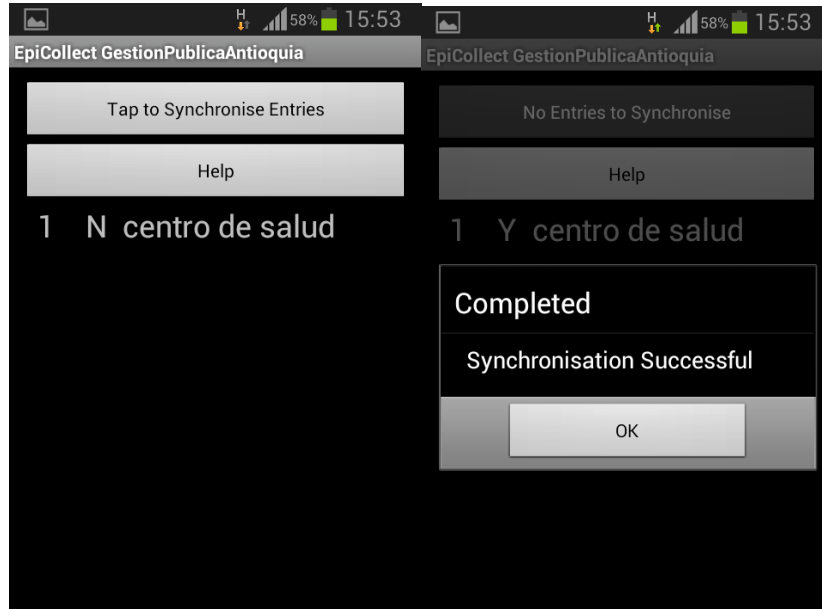 H 58% 15:53
EpiCollect GestionPublicaAntioquia
Tap to Synchronise Entries
Help
1 N centro de salud
H 58% 15:53
EpiCollect GestionPublicaAntioquia
No Entries to Synchronise
Help
1 Y centro de salud
Completed
Synchronisation Successful
OK